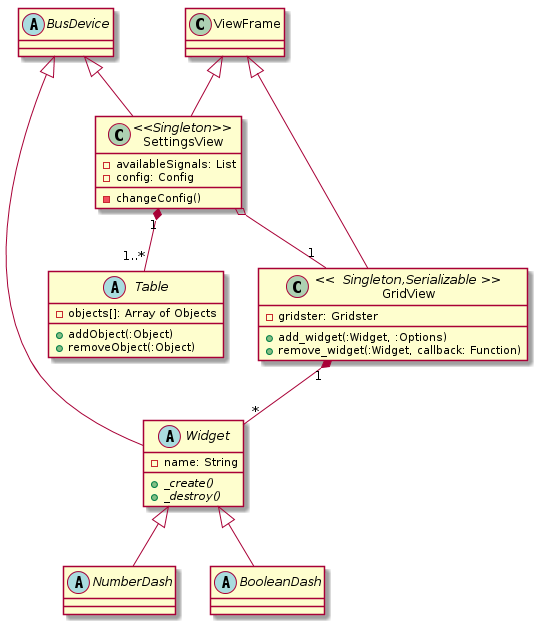 A BusDevice
C ViewFrame
<<Singleton>>
C SettingsView
availableSignals: List
config: Config
changeConfig()
1
1..*
1
A Table
objects[]: Array of Objects
addObject(:Object)
removeObject(:Object)
<< Singleton,Serializable >>
C GridView
gridster: Gridster
add_widget(:Widget, :Options)
remove_widget(:Widget, callback: Function)
1
*
A Widget
name: String
_create()
_destroy()
A NumberDash
A BooleanDash